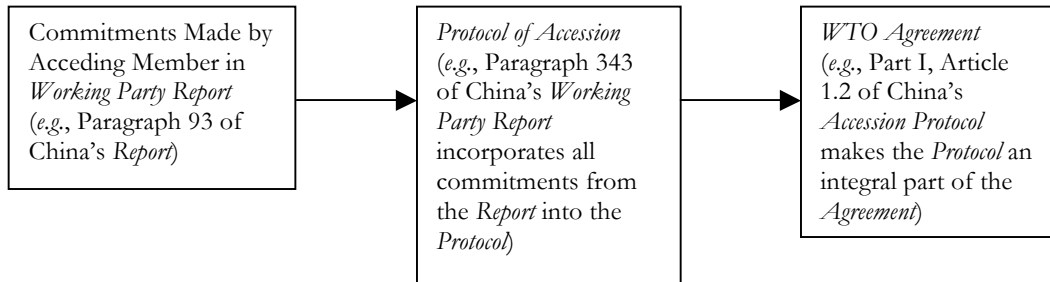 Commitments Made by
Acceding Member in
Working Party Report
(e.g., Paragraph 93 of
China's Report)
Protocol of Accession
(e.g., Paragraph 343
of China's Working
Party Report
incorporates all
commitments from
the Report into the
Protocol)
WTO Agreement
(e.g., Part I, Article
1.2 of China's
Accession Protocol
makes the Protocol an
integral part of the
Agreement)